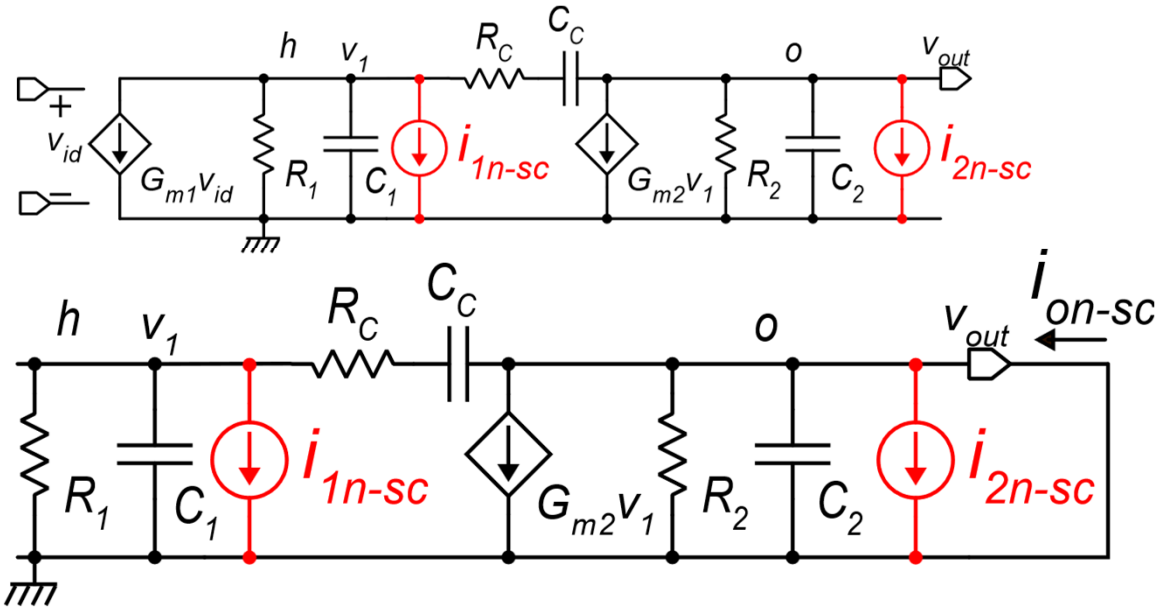 h v1 RC CC o vout
+
vid
−
Gm1vid R1 C1 i1n-sc Gm2v1 R2 C2 i2n-sc
ion-sc
h v1 RC CC o vout
R1 C1 i1n-sc Gm2v1 R2 C2 i2n-sc